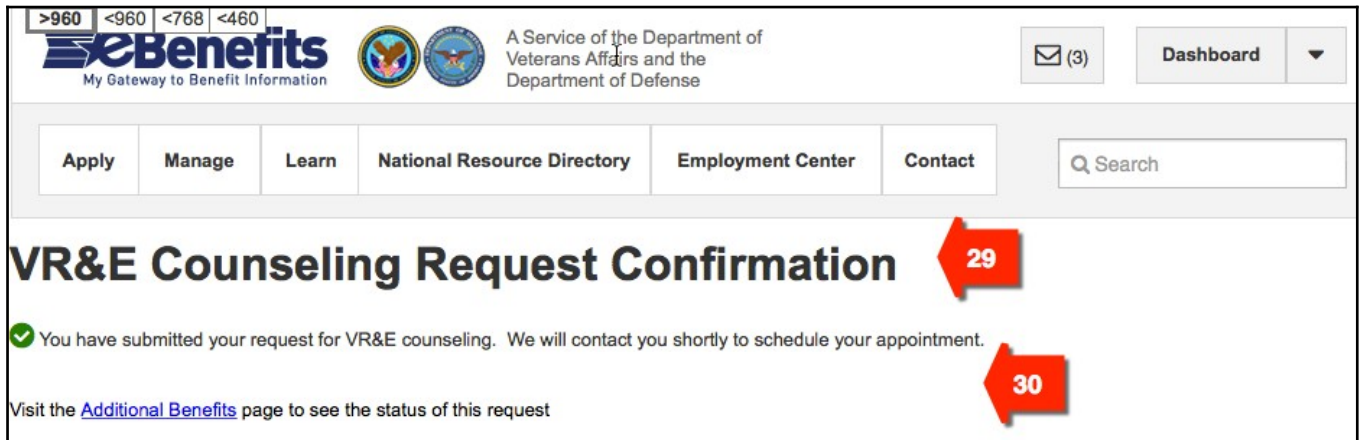 >960 <960 <768 <460
eBenefits
My Gateway to Benefit Information
A Service of the Department of
Veterans Affairs and the
Department of Defense
(3)
Dashboard
Apply Manage Learn National Resource Directory Employment Center Contact
Search
VR&E Counseling Request Confirmation
29
You have submitted your request for VR&E counseling. We will contact you shortly to schedule your appointment.
30
Visit the Additional Benefits page to see the status of this request